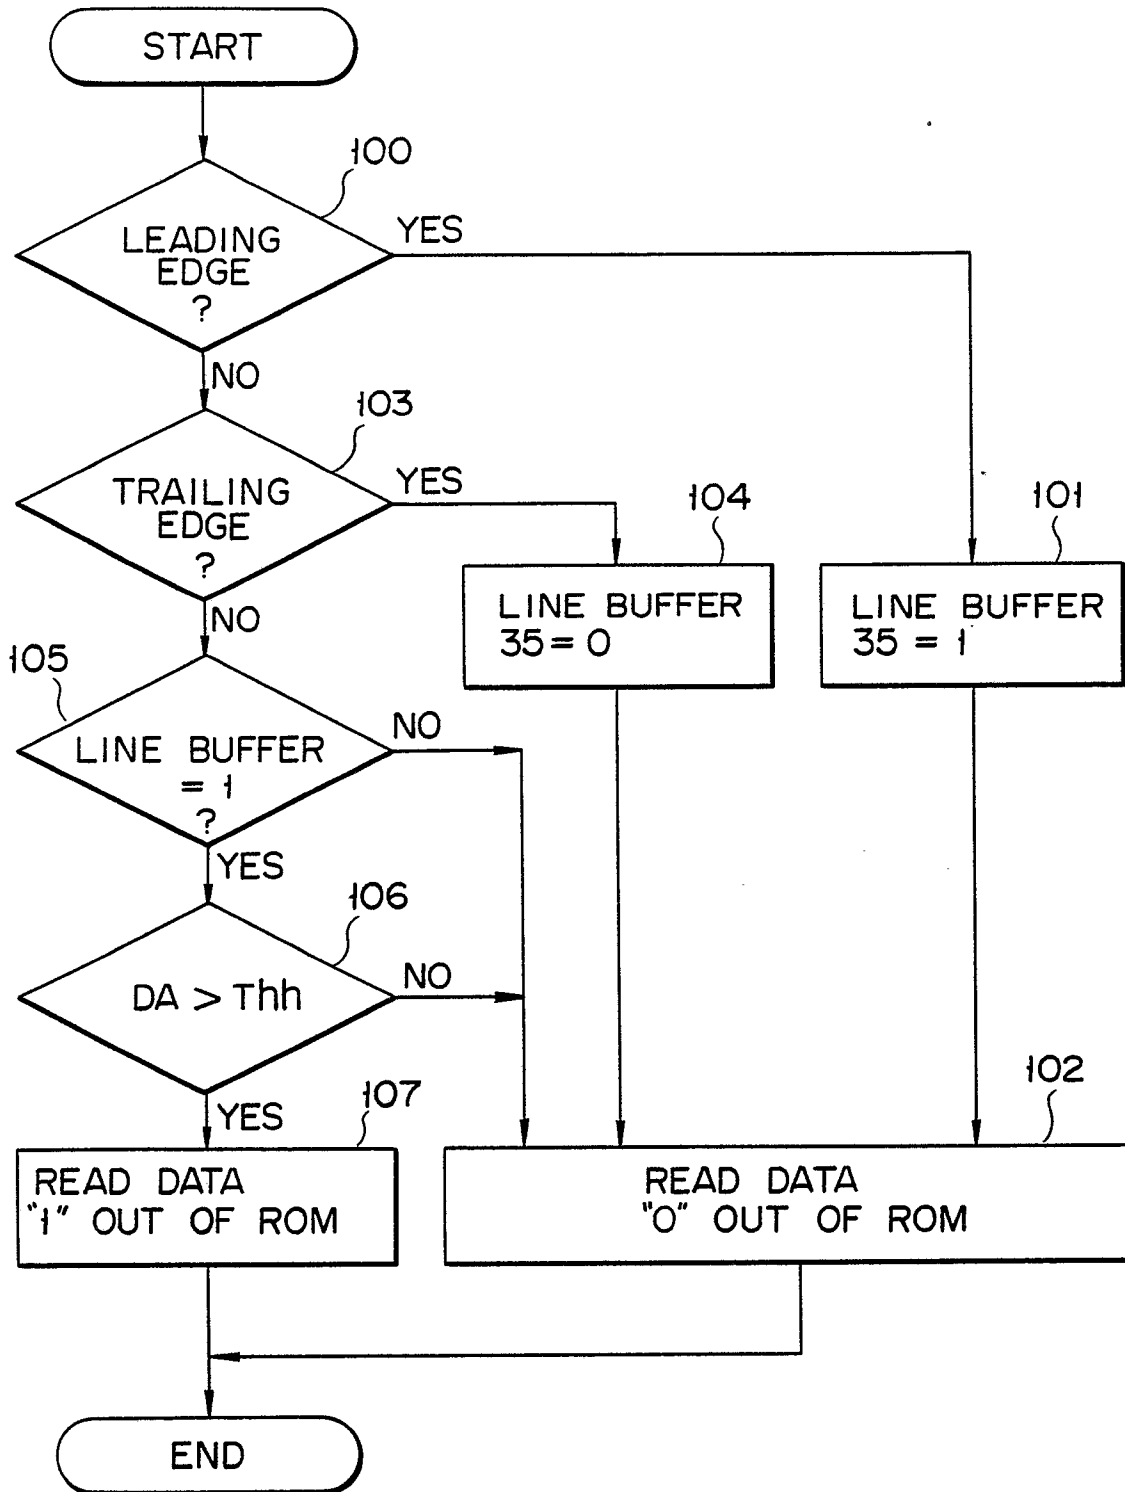 START
100
LEADING
EDGE
?
YES
NO
103
TRAILING
EDGE
?
YES
NO
104
LINE BUFFER
35 = 0
101
LINE BUFFER
35 = 1
105
LINE BUFFER
= 1
?
NO
YES
106
DA > Thh
NO
YES
107
READ DATA
"1" OUT OF ROM
102
READ DATA
"0" OUT OF ROM
END